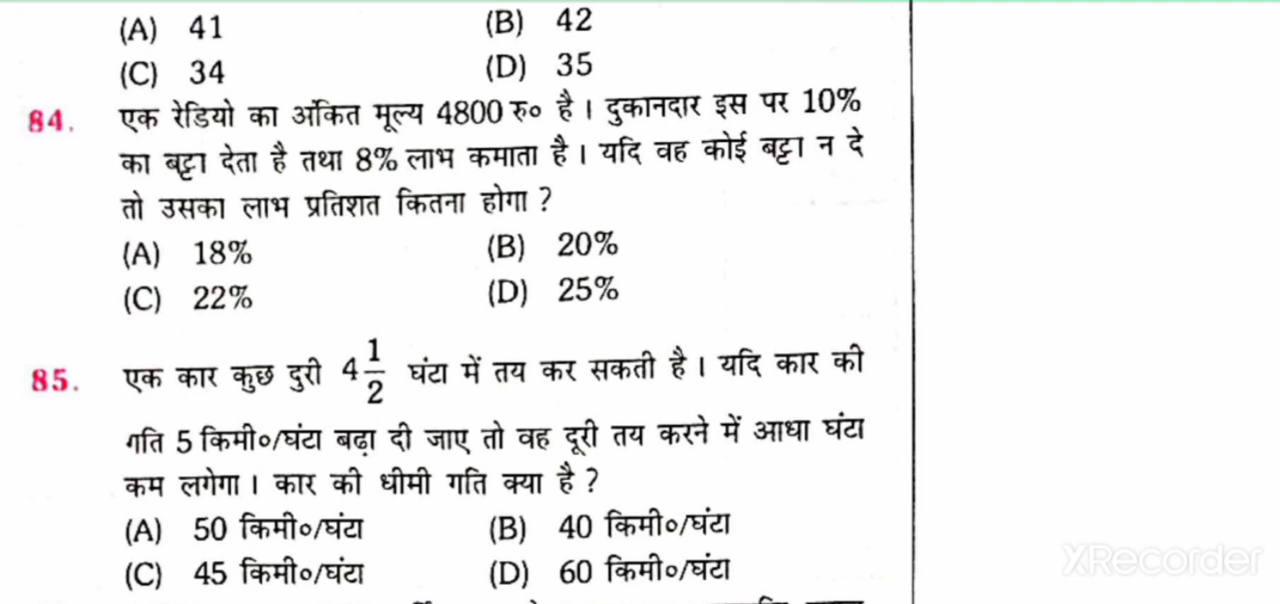 (A) 41 (B) 42
(C) 34 (D) 35
84. एक रेडियो का अंकित मूल्य 4800 रु० है। दुकानदार इस पर 10%
का बट्टा देता है तथा 8% लाभ कमाता है। यदि वह कोई बट्टा न दे
तो उसका लाभ प्रतिशत कितना होगा ?
(A) 18% (B) 20%
(C) 22% (D) 25%
85. एक कार कुछ दुरी 4 1/2 घंटा में तय कर सकती है। यदि कार की
गति 5 किमी०/घंटा बढ़ा दी जाए तो वह दूरी तय करने में आधा घंटा
कम लगेगा। कार की धीमी गति क्या है ?
(A) 50 किमी०/घंटा (B) 40 किमी०/घंटा
(C) 45 किमी०/घंटा (D) 60 किमी०/घंटा
XRecorder